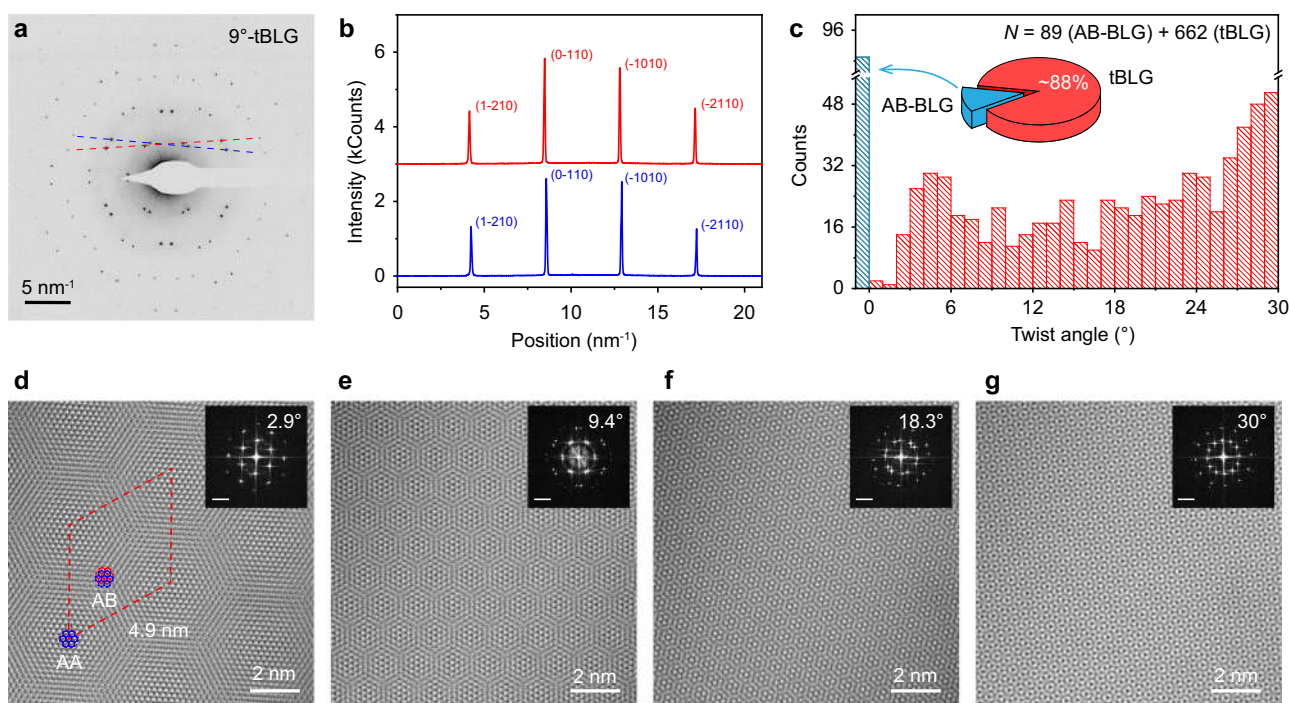 a
9°-tBLG
5 nm⁻¹
b
Intensity (kCounts)
6
4
2
0
(1-210)
(0-110)
(-1010)
(-2110)
(1-210)
(0-110)
(-1010)
(-2110)
0
5
10
15
20
Position (nm⁻¹)
c
N = 89 (AB-BLG) + 662 (tBLG)
~88%
tBLG
AB-BLG
Counts
96
48
32
16
0
0
6
12
18
24
30
Twist angle (°)
d
2.9°
AB
AA
4.9 nm
2 nm
e
9.4°
2 nm
f
18.3°
2 nm
g
30°
2 nm